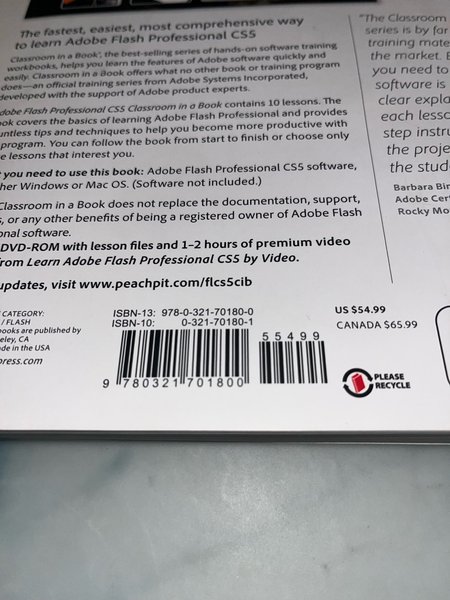 The fastest, easiest, most comprehensive way
to learn Adobe Flash Professional CS5
Classroom in a Book®, the best-selling series of hands-on software training
workbooks, helps you learn the features of Adobe software quickly and
easily. Classroom in a Book offers what no other book or training program
does—an official training series from Adobe Systems Incorporated,
developed with the support of Adobe product experts.
dobe Flash Professional CS5 Classroom in a Book contains 10 lessons. The
ok covers the basics of learning Adobe Flash Professional and provides
untless tips and techniques to help you become more productive with
program. You can follow the book from start to finish or choose only
e lessons that interest you.
you need to use this book: Adobe Flash Professional CS5 software,
her Windows or Mac OS. (Software not included.)
Classroom in a Book does not replace the documentation, support,
s, or any other benefits of being a registered owner of Adobe Flash
onal software.
DVD-ROM with lesson files and 1–2 hours of premium video
from Learn Adobe Flash Professional CS5 by Video.
updates, visit www.peachpit.com/flcs5cib
"The Classroom
series is by far
training mate
the market. E
you need to
software is
clear expla
each lesso
step instru
the proje
the stud
Barbara Bin
Adobe Cert
Rocky Mo
CATEGORY:
/ FLASH
books are published by
eley, CA
de in the USA
press.com
ISBN-13: 978-0-321-70180-0
ISBN-10: 0-321-70180-1
5 5 4 9 9
9 780321 701800
US $54.99
CANADA $65.99
PLEASE
RECYCLE